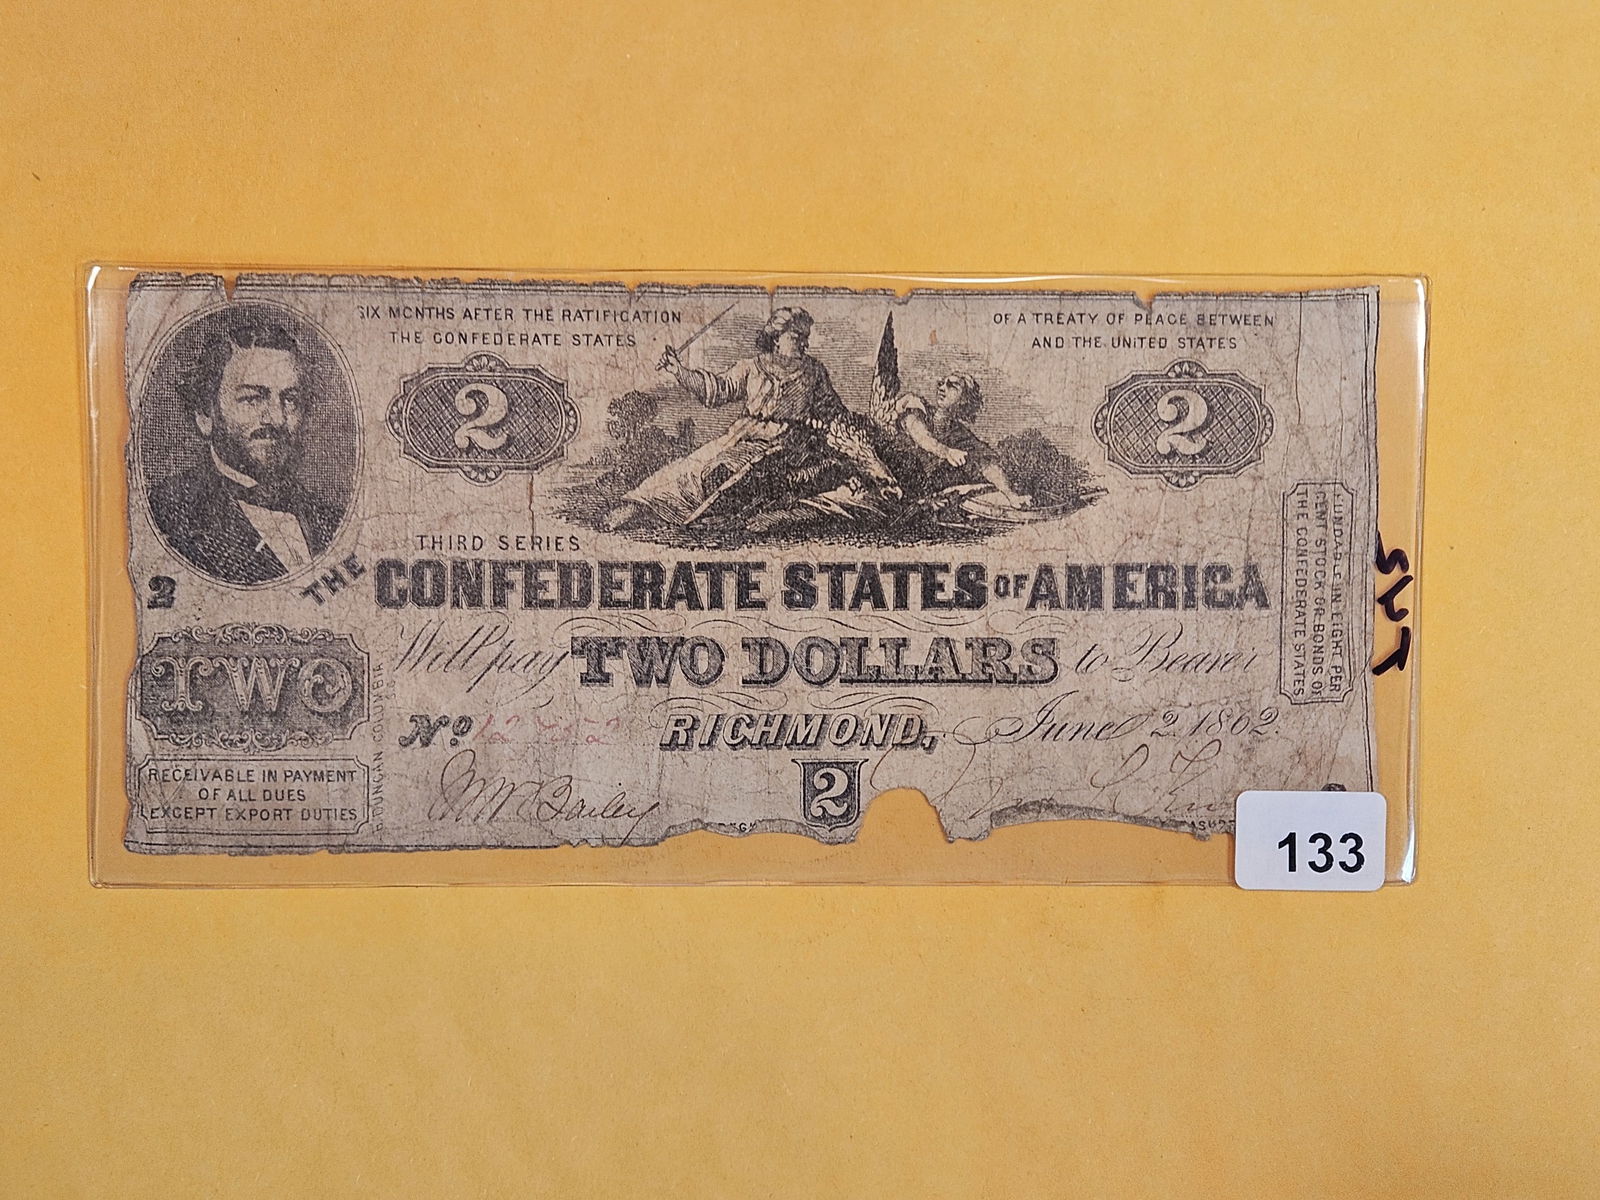 SIX MONTHS AFTER THE RATIFICATION
THE CONFEDERATE STATES
OF A TREATY OF PEACE BETWEEN
AND THE UNITED STATES
2
2
THIRD SERIES
2
THE CONFEDERATE STATES OF AMERICA
Will pay TWO DOLLARS to Bearer
TWO
No
RICHMOND, June 2 1862.
RECEIVABLE IN PAYMENT
OF ALL DUES
EXCEPT EXPORT DUTIES
B. DUNCAN COLUMBIA
FUNDABLE IN EIGHT PER
CENT STOCK OR BONDS OF
THE CONFEDERATE STATES
2
Bailey
133